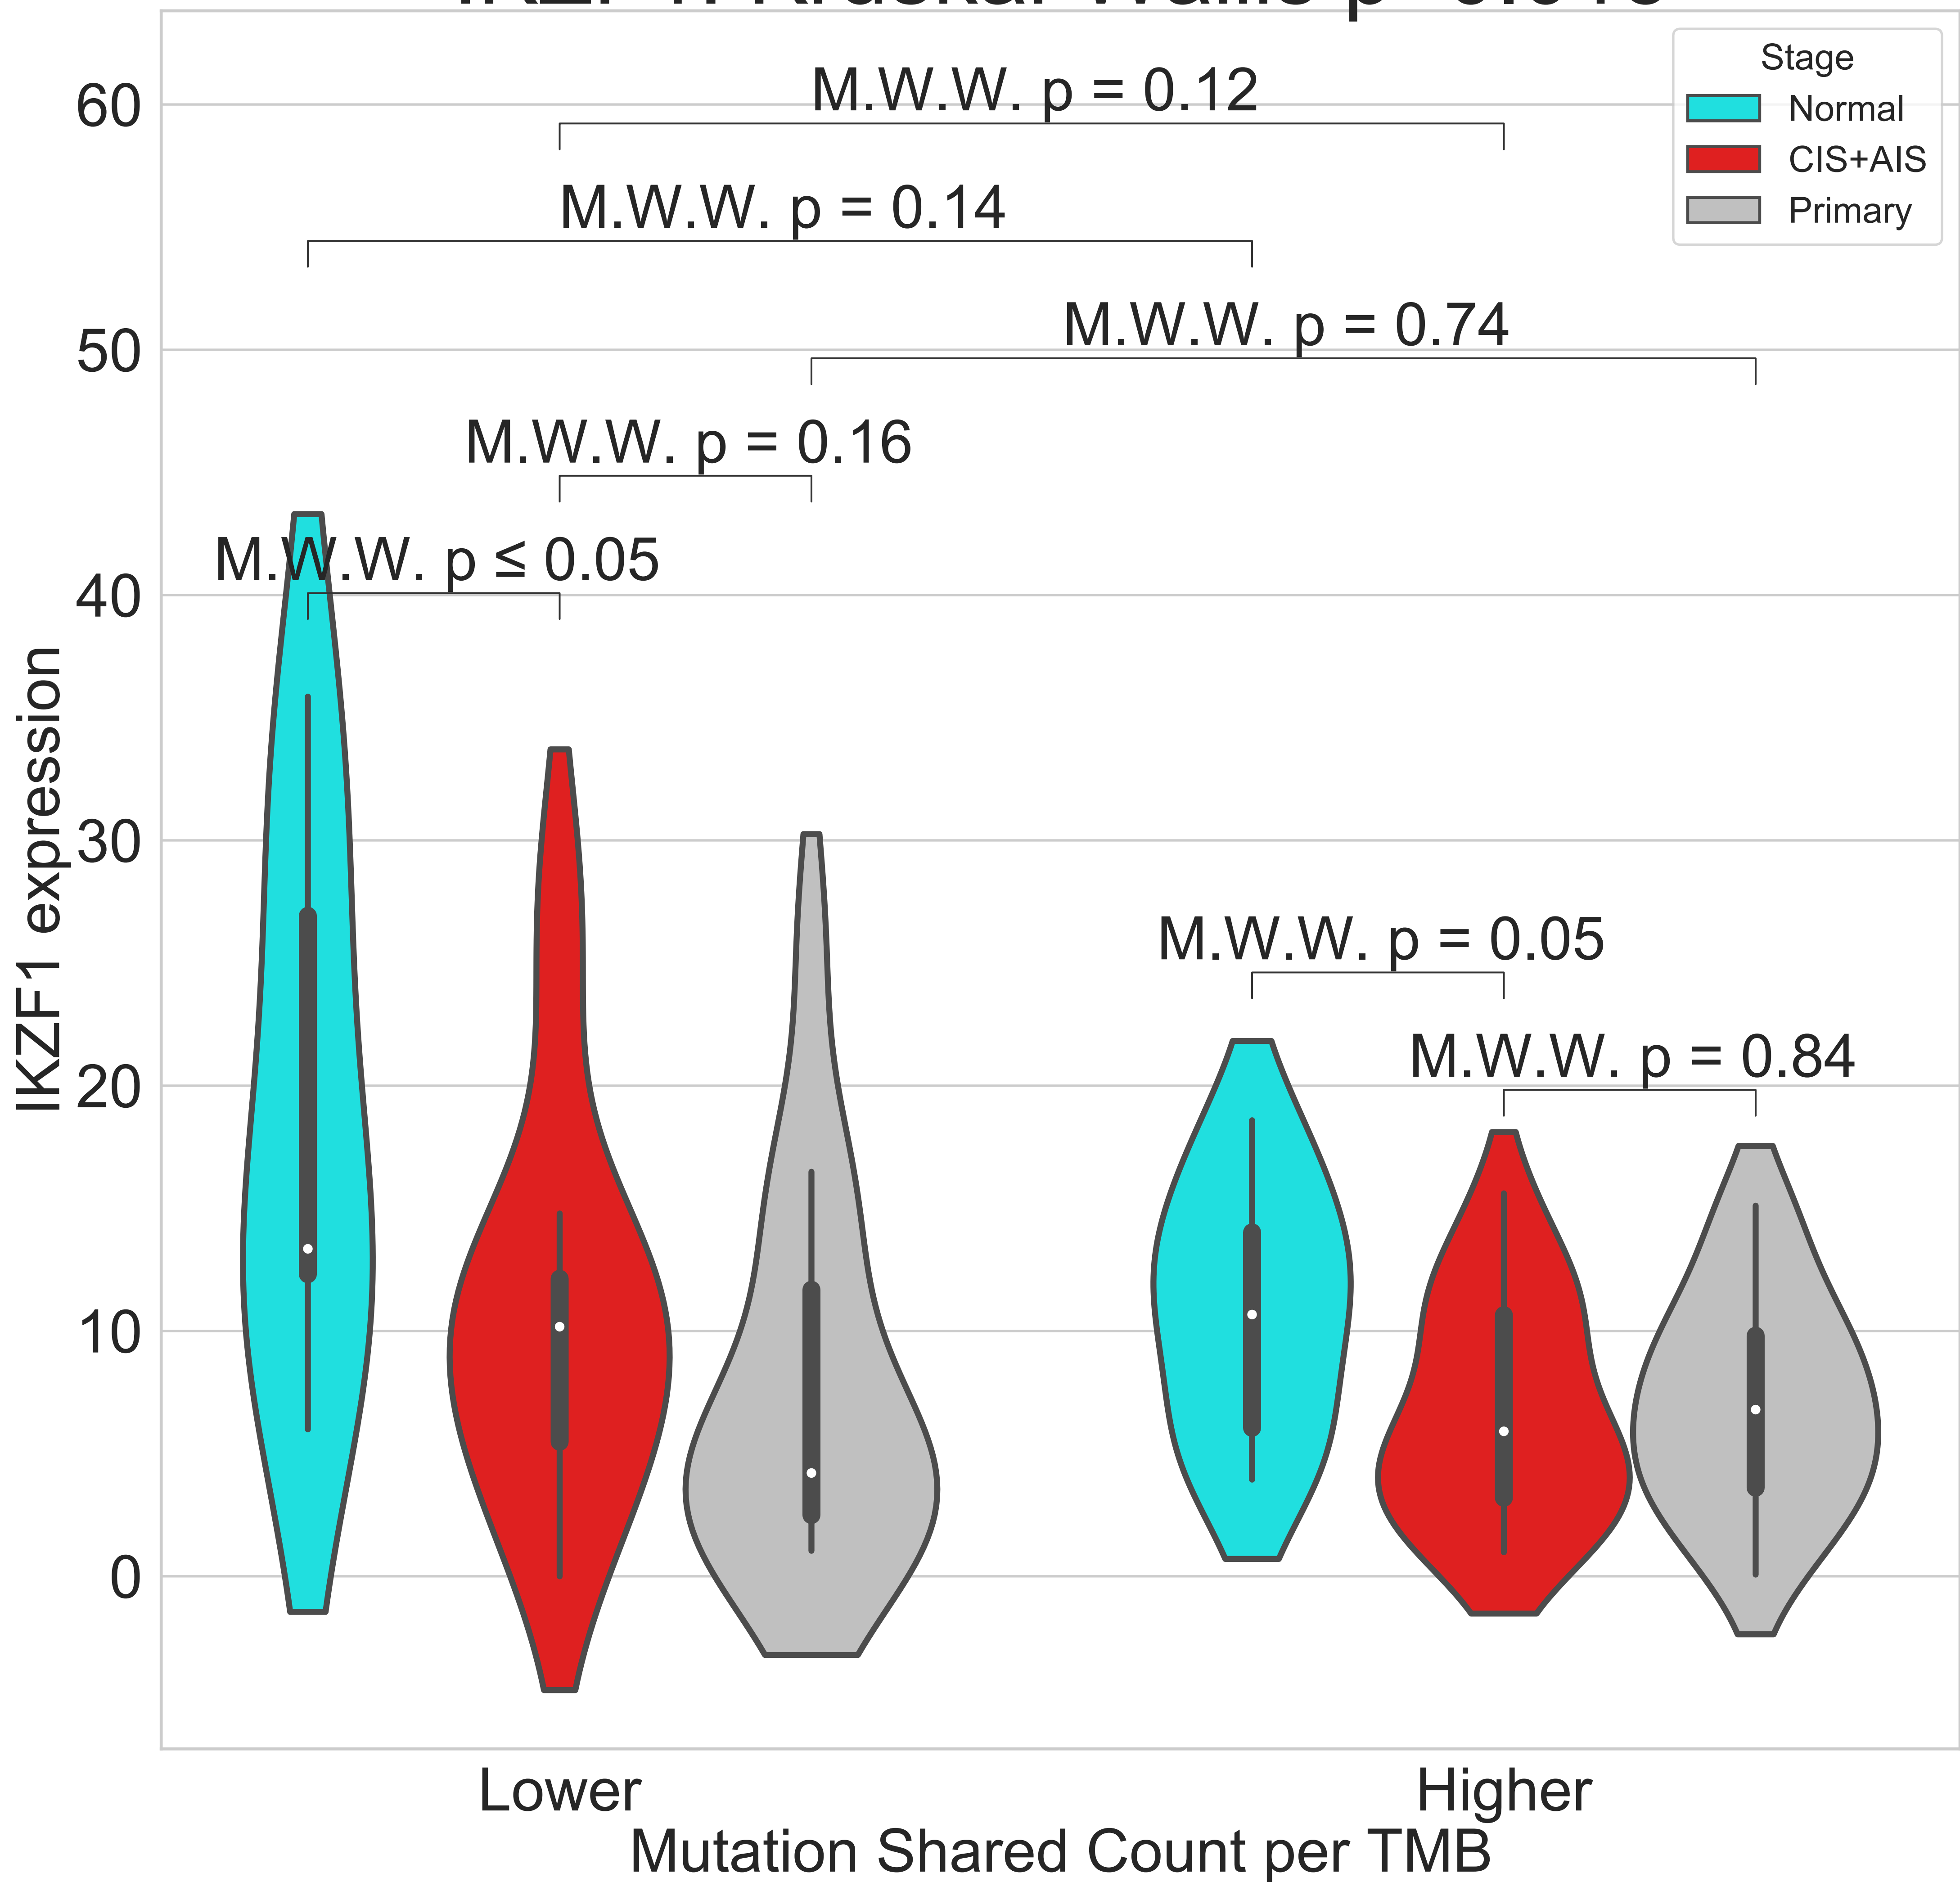 Stage
Normal
CIS+AIS
Primary
M.W.W. p = 0.12
M.W.W. p = 0.14
M.W.W. p = 0.74
M.W.W. p = 0.16
M.W.W. p ≤ 0.05
M.W.W. p = 0.05
M.W.W. p = 0.84
60
50
40
30
20
10
0
IKZF1 expression
Lower
Higher
Mutation Shared Count per TMB